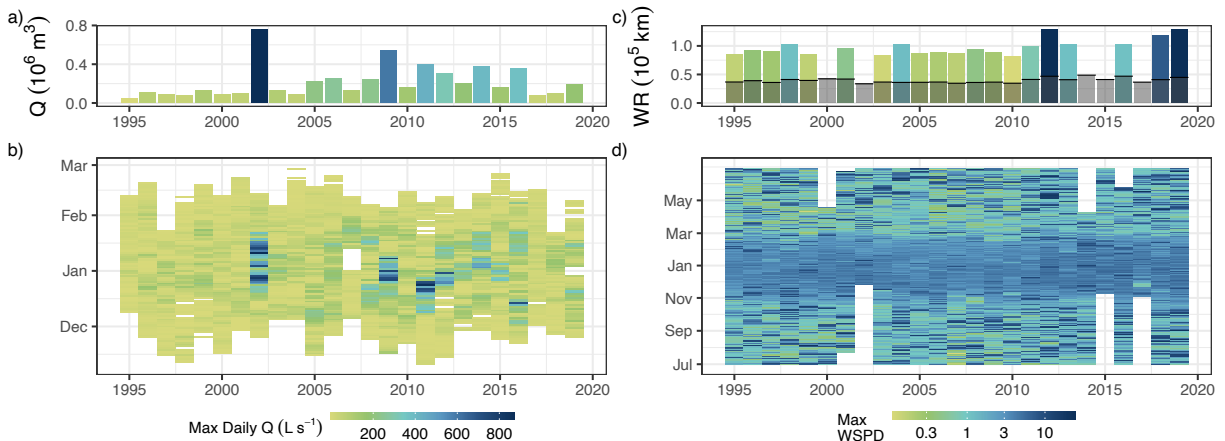 a)
Q (10⁶ m³)
0.8
0.4
0.0
1995 2000 2005 2010 2015 2020
b)
Mar
Feb
Jan
Dec
1995 2000 2005 2010 2015 2020
Max Daily Q (L s⁻¹)
200 400 600 800
c)
WR (10⁵ km)
1.0
0.5
0.0
1995 2000 2005 2010 2015 2020
d)
May
Mar
Jan
Nov
Sep
Jul
1995 2000 2005 2010 2015 2020
Max
WSPD
0.3 1 3 10